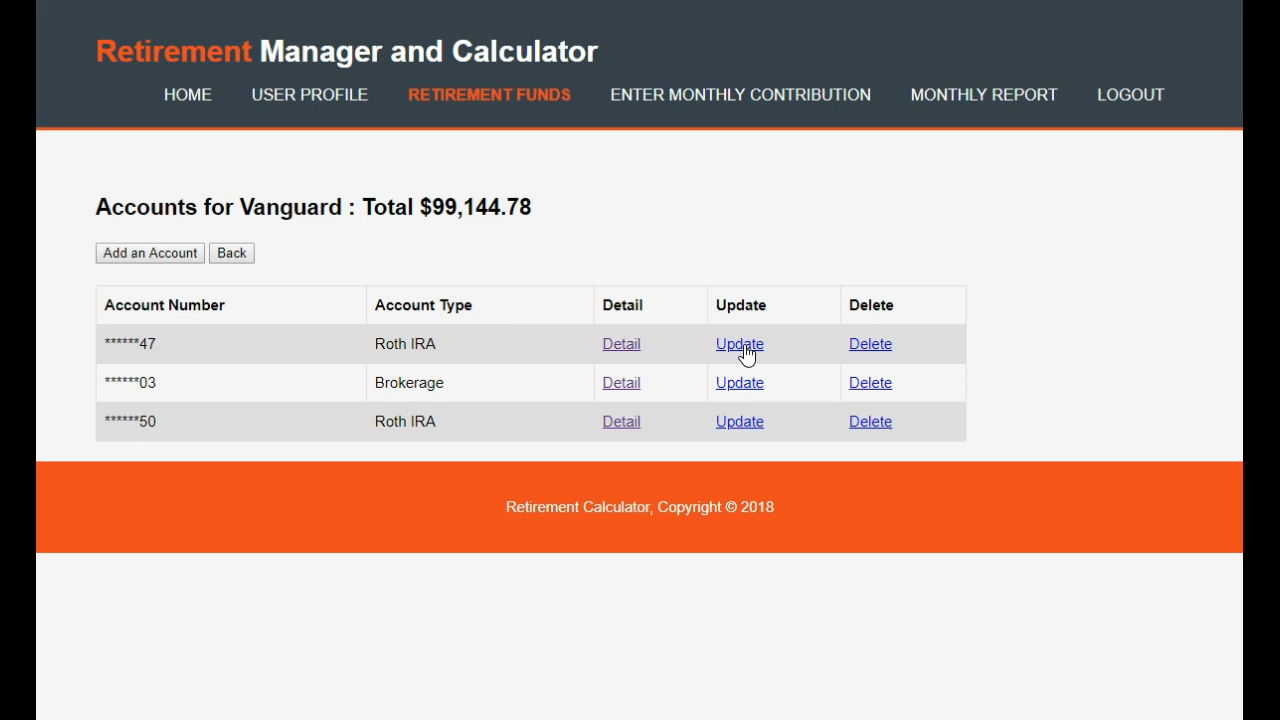 Retirement Manager and Calculator
HOME USER PROFILE RETIREMENT FUNDS ENTER MONTHLY CONTRIBUTION MONTHLY REPORT LOGOUT
Accounts for Vanguard : Total $99,144.78
Add an Account Back
Account Number Account Type Detail Update Delete
******47 Roth IRA Detail Update Delete
******03 Brokerage Detail Update Delete
******50 Roth IRA Detail Update Delete
Retirement Calculator, Copyright © 2018